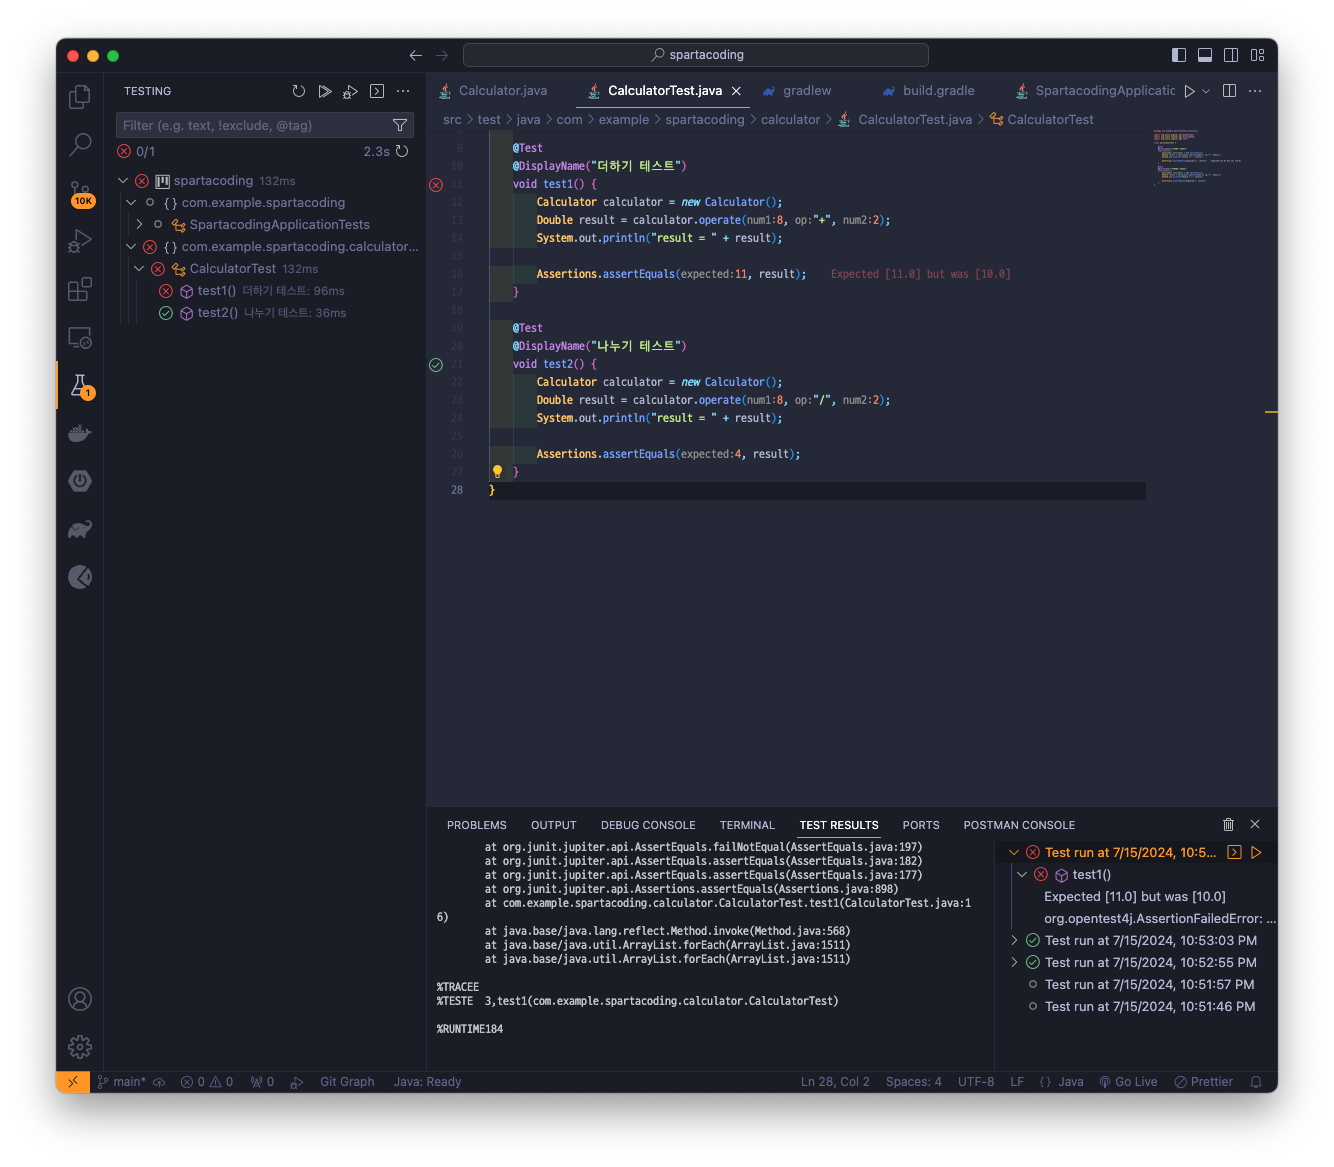 spartacoding
TESTING
Calculator.java
CalculatorTest.java
gradlew
build.gradle
SpartacodingApplicatic
src > test > java > com > example > spartacoding > calculator > CalculatorTest.java > CalculatorTest
Filter (e.g. text, !exclude, @tag)
0/1
2.3s
spartacoding 132ms
{} com.example.spartacoding
SpartacodingApplicationTests
{} com.example.spartacoding.calculator...
CalculatorTest 132ms
test1() 더하기 테스트: 96ms
test2() 나누기 테스트: 36ms
10K
1
9 @Test
10 @DisplayName("더하기 테스트")
11 void test1() {
12 Calculator calculator = new Calculator();
13 Double result = calculator.operate(num1:8, op:"+", num2:2);
14 System.out.println("result = " + result);
15
16 Assertions.assertEquals(expected:11, result); Expected [11.0] but was [10.0]
17 }
18
19 @Test
20 @DisplayName("나누기 테스트")
21 void test2() {
22 Calculator calculator = new Calculator();
23 Double result = calculator.operate(num1:8, op:"/", num2:2);
24 System.out.println("result = " + result);
25
26 Assertions.assertEquals(expected:4, result);
27 }
28 }
PROBLEMS OUTPUT DEBUG CONSOLE TERMINAL TEST RESULTS PORTS POSTMAN CONSOLE
at org.junit.jupiter.api.AssertEquals.failNotEqual(AssertEquals.java:197)
at org.junit.jupiter.api.AssertEquals.assertEquals(AssertEquals.java:182)
at org.junit.jupiter.api.AssertEquals.assertEquals(AssertEquals.java:177)
at org.junit.jupiter.api.Assertions.assertEquals(Assertions.java:898)
at com.example.spartacoding.calculator.CalculatorTest.test1(CalculatorTest.java:1
6)
at java.base/java.lang.reflect.Method.invoke(Method.java:568)
at java.base/java.util.ArrayList.forEach(ArrayList.java:1511)
at java.base/java.util.ArrayList.forEach(ArrayList.java:1511)
%TRACEE
%TESTE 3,test1(com.example.spartacoding.calculator.CalculatorTest)
%RUNTIME184
Test run at 7/15/2024, 10:5...
test1()
Expected [11.0] but was [10.0]
org.opentest4j.AssertionFailedError: ...
Test run at 7/15/2024, 10:53:03 PM
Test run at 7/15/2024, 10:52:55 PM
Test run at 7/15/2024, 10:51:57 PM
Test run at 7/15/2024, 10:51:46 PM
main* 0 0 0 Git Graph Java: Ready
Ln 28, Col 2 Spaces: 4 UTF-8 LF {} Java Go Live Prettier